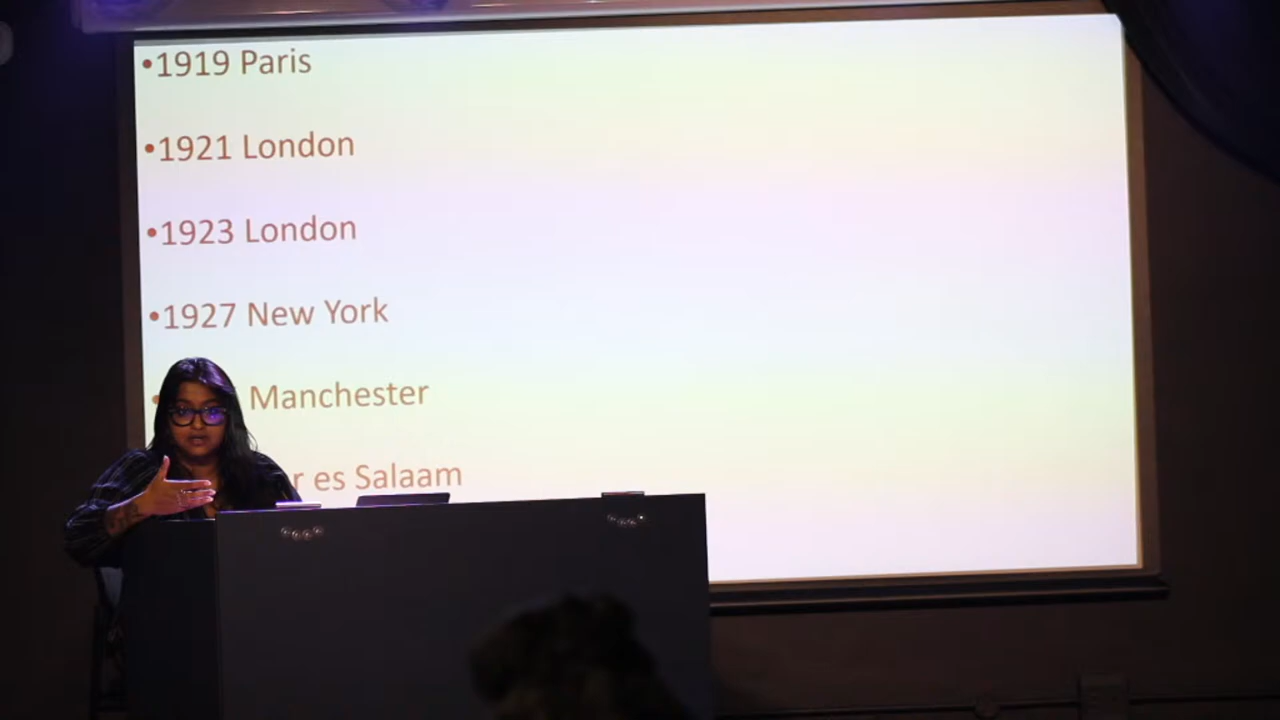 •1919 Paris
•1921 London
•1923 London
•1927 New York
• Manchester
r es Salaam